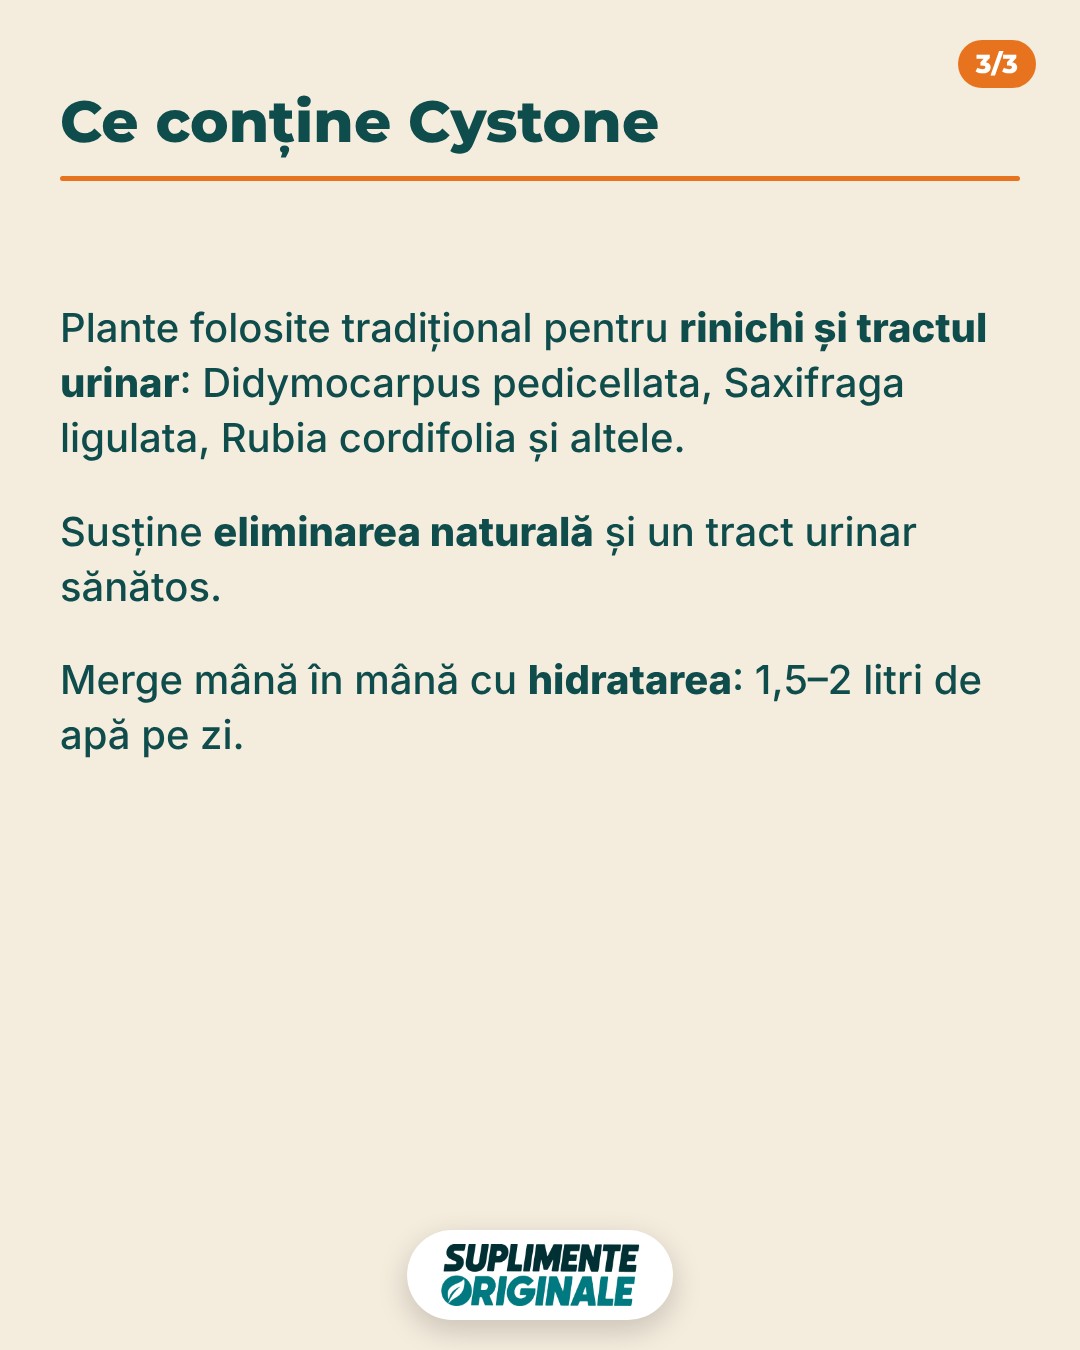 3/3
Ce conține Cystone
Plante folosite tradițional pentru rinichi și tractul
urinar: Didymocarpus pedicellata, Saxifraga
ligulata, Rubia cordifolia și altele.
Susține eliminarea naturală și un tract urinar
sănătos.
Merge mână în mână cu hidratarea: 1,5–2 litri de
apă pe zi.
SUPLIMENTE
ORIGINALE